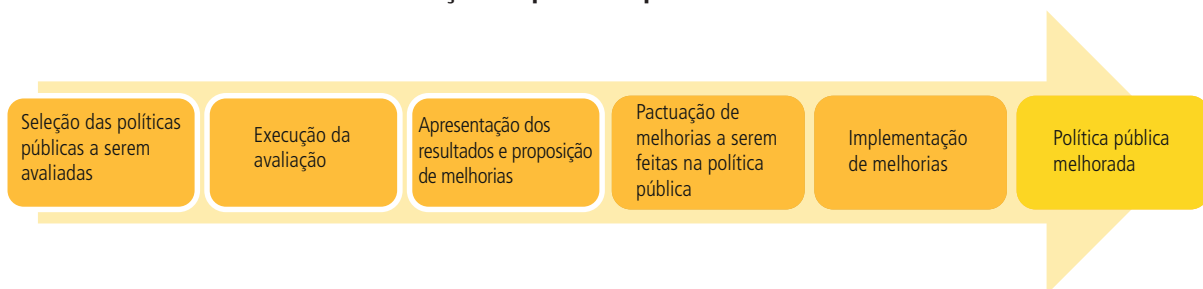 Seleção das políticas
públicas a serem
avaliadas
Execução da
avaliação
Apresentação dos
resultados e proposição
de melhorias
Pactuação de
melhorias a serem
feitas na política
pública
Implementação
de melhorias
Política pública
melhorada